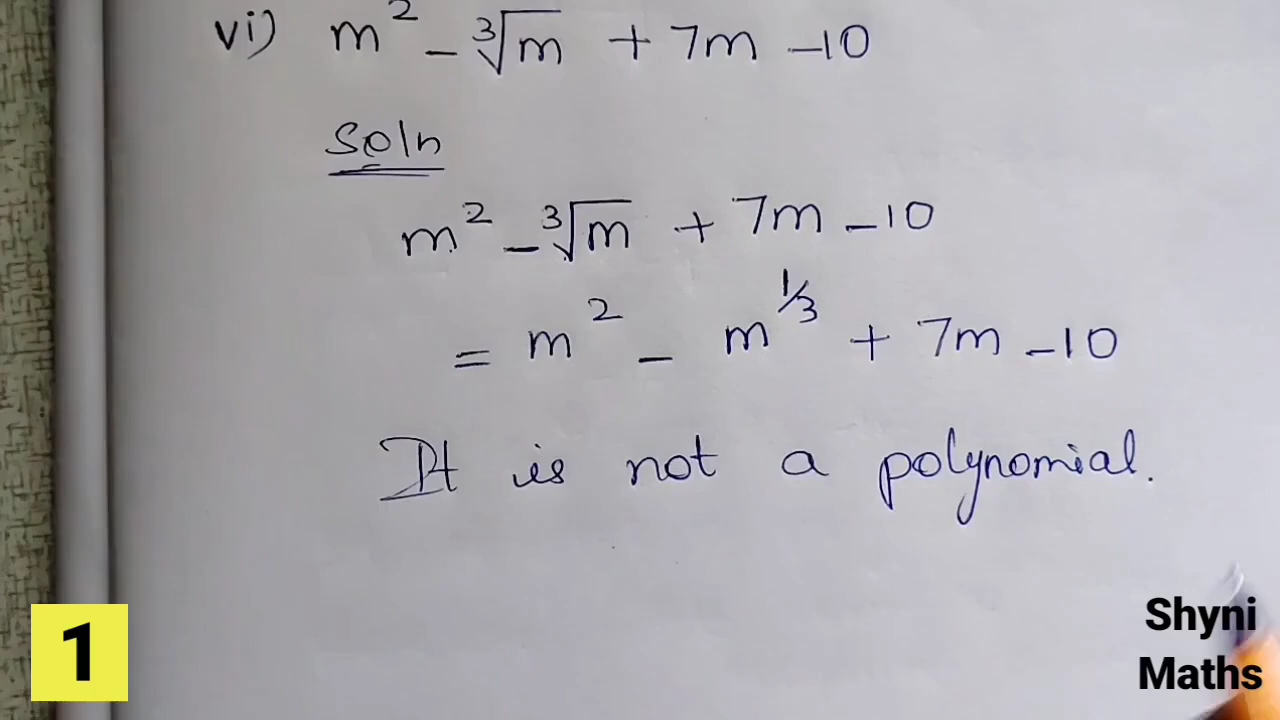 vi) m² - ∛m + 7m - 10
Soln
m² - ∛m + 7m - 10
= m² - m^1/3 + 7m - 10
It is not a polynomial.
1
Shyni
Maths